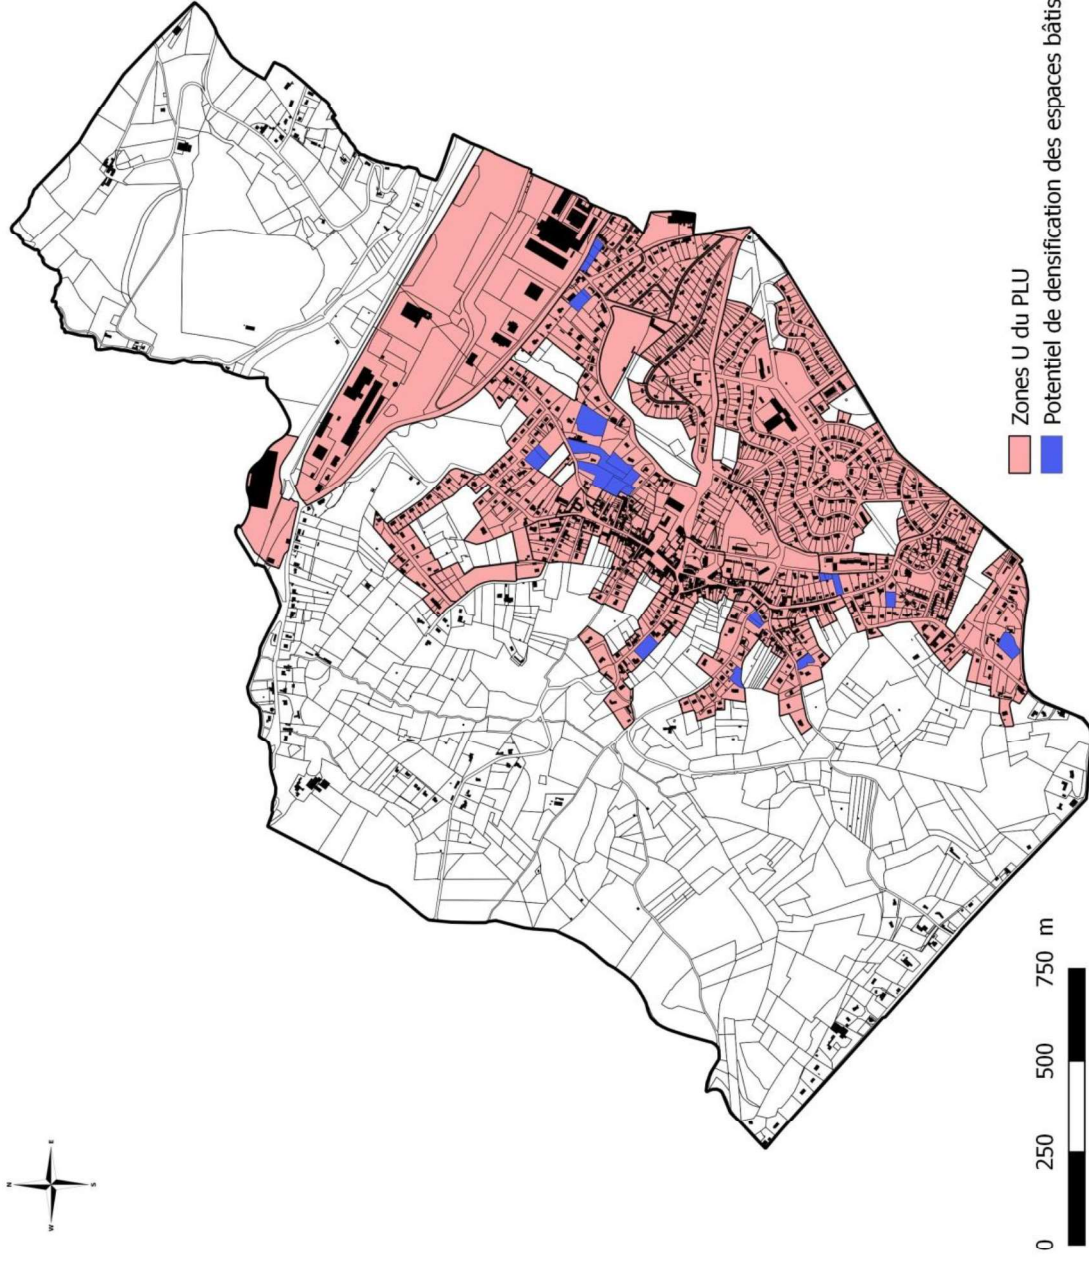 N
W
E
S
Zones U du PLU
Potentiel de densification des espaces bâtis
0 250 500 750 m